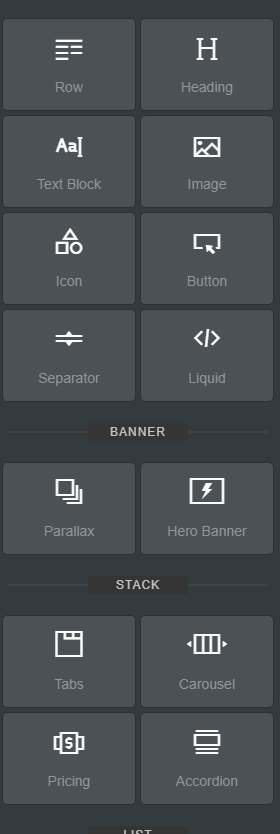 Row Heading
Aa Text Block Image
Icon Button
Separator Liquid
BANNER
Parallax Hero Banner
STACK
Tabs Carousel
$
Pricing Accordion
LIST